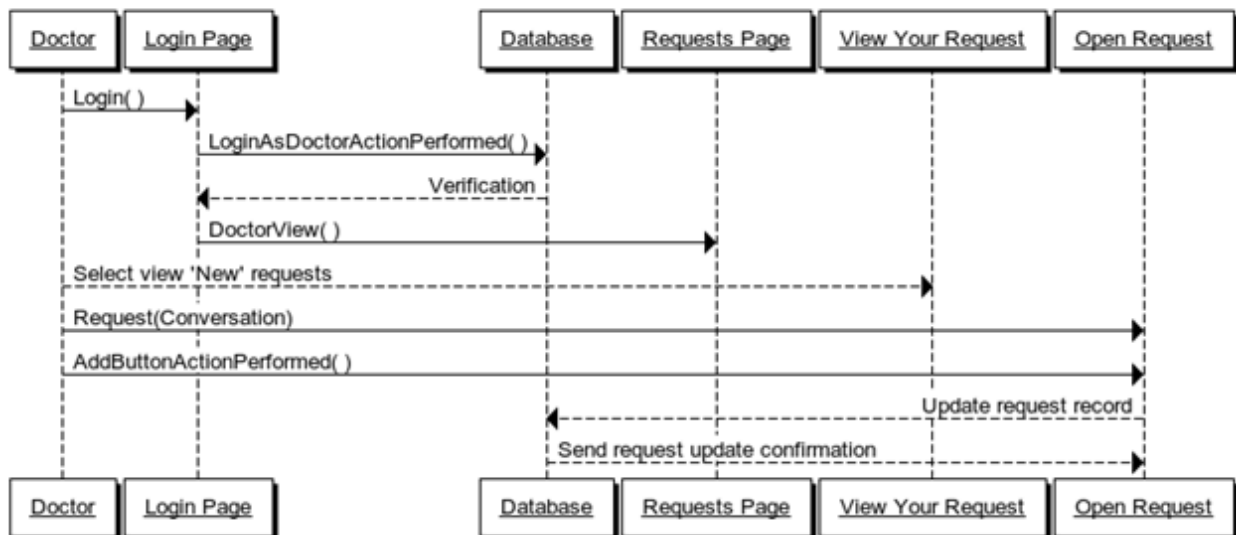 Doctor
Login Page
Database
Requests Page
View Your Request
Open Request
Login( )
LoginAsDoctorActionPerformed( )
Verification
DoctorView( )
Select view 'New' requests
Request(Conversation)
AddButtonActionPerformed( )
Update request record
Send request update confirmation
Doctor
Login Page
Database
Requests Page
View Your Request
Open Request